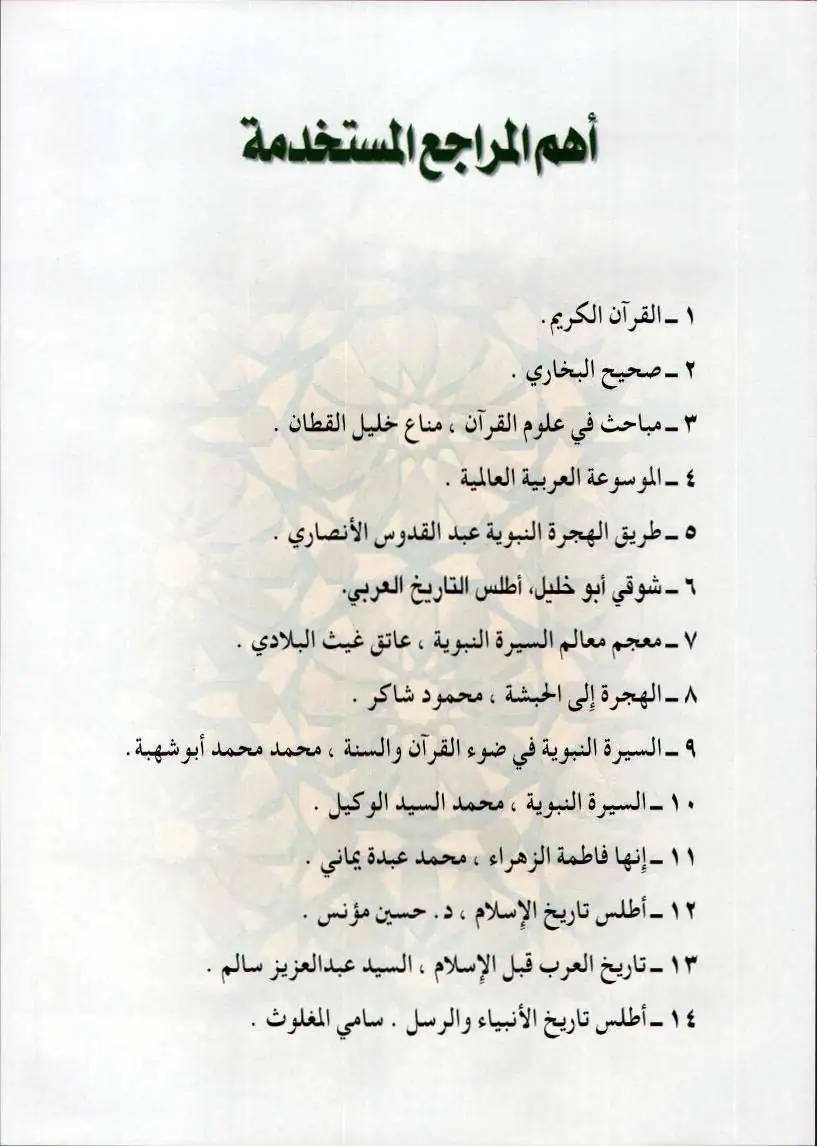 أهم المراجع المستخدمة
١ ـ القرآن الكريم.
٢ ـ صحيح البخاري .
٣ ـ مباحث في علوم القرآن ، مناع خليل القطان .
٤ ـ الموسوعة العربية العالمية .
٥ ـ طريق الهجرة النبوية عبد القدوس الأنصاري .
٦ ـ شوقي أبو خليل، أطلس التاريخ العربي.
٧ ـ معجم معالم السيرة النبوية ، عاتق غيث البلادي .
٨ ـ الهجرة إلى الحبشة ، محمود شاكر .
٩ ـ السيرة النبوية في ضوء القرآن والسنة ، محمد محمد أبو شهبة .
١٠ ـ السيرة النبوية ، محمد السيد الوكيل .
١١ ـ إنها فاطمة الزهراء ، محمد عبدة يماني .
١٢ ـ أطلس تاريخ الإسلام ، د. حسين مؤنس .
١٣ ـ تاريخ العرب قبل الإسلام ، السيد عبدالعزيز سالم .
١٤ ـ أطلس تاريخ الأنبياء والرسل . سامي المغلوث .